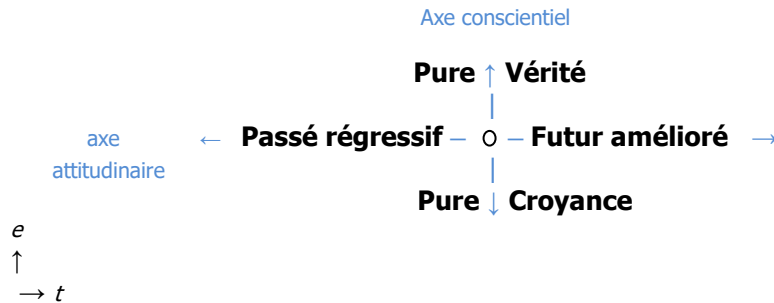 Axe conscientiel
Pure ↑ Vérité
|
axe ← Passé régressif – o – Futur amélioré →
attitudinaire
|
Pure ↓ Croyance
e
↑
→ t